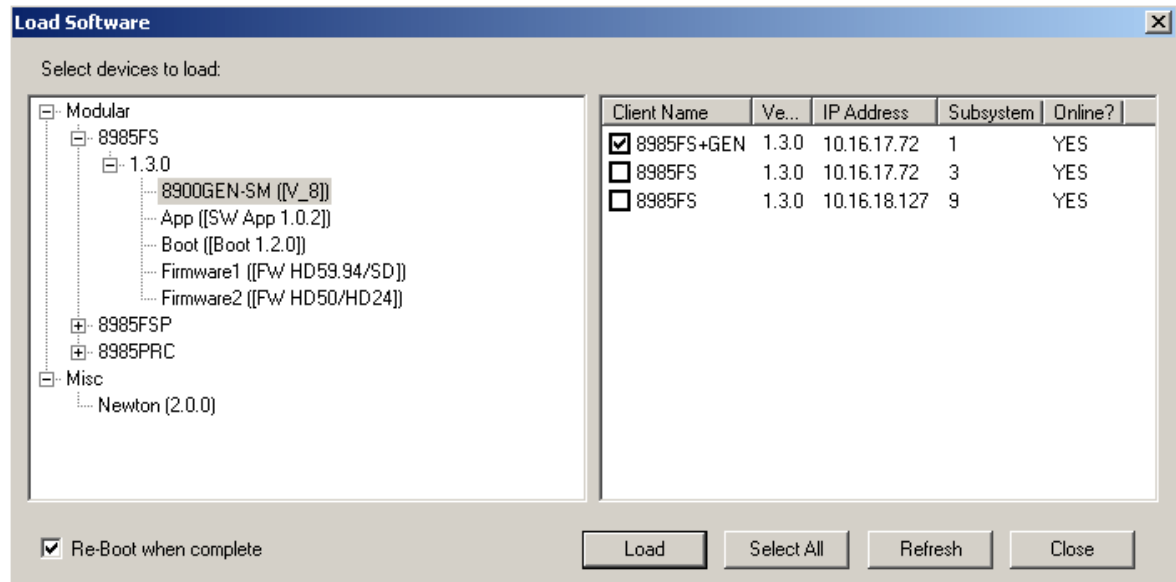 Load Software
Select devices to load:
Modular
8985FS
1.3.0
8900GEN-SM ([V_8])
App ([SW App 1.0.2])
Boot ([Boot 1.2.0])
Firmware1 ([FW HD59.94/SD])
Firmware2 ([FW HD50/HD24])
8985FSP
8985PRC
Misc
Newton (2.0.0)
Client Name Ve... IP Address Subsystem Online?
8985FS+GEN 1.3.0 10.16.17.72 1 YES
8985FS 1.3.0 10.16.17.72 3 YES
8985FS 1.3.0 10.16.18.127 9 YES
Re-Boot when complete
Load Select All Refresh Close